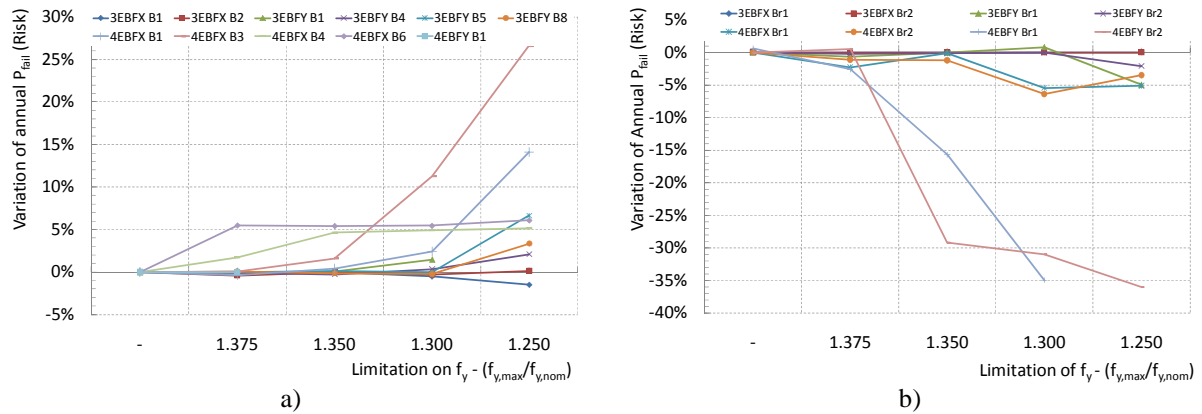 3EBFX B1 3EBFX B2 3EBFY B1 3EBFY B4 3EBFY B5 3EBFY B8
4EBFX B1 4EBFX B3 4EBFX B4 4EBFX B6 4EBFY B1
Variation of annual Pfail (Risk)
30%
25%
20%
15%
10%
5%
0%
-5%
- 1.375 1.350 1.300 1.250
Limitation on fy - (fy,max/fy,nom)
a)
3EBFX Br1 3EBFX Br2 3EBFY Br1 3EBFY Br2
4EBFX Br1 4EBFX Br2 4EBFY Br1 4EBFY Br2
Variation of Annual Pfail (Risk)
5%
0%
-5%
-10%
-15%
-20%
-25%
-30%
-35%
-40%
- 1.375 1.350 1.300 1.250
Limitation of fy - (fy,max/fy,nom)
b)